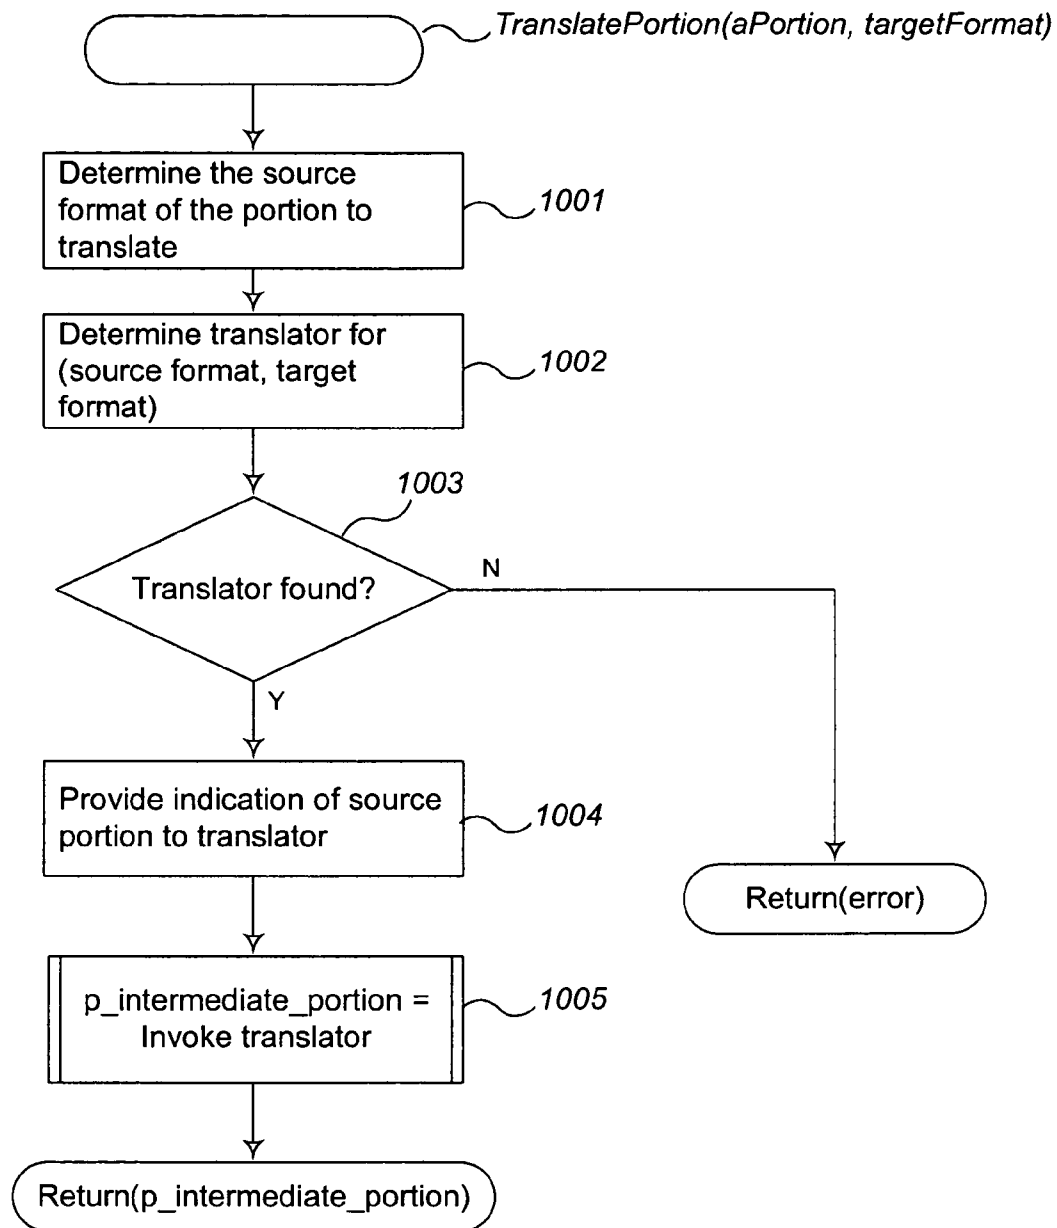 TranslatePortion(aPortion, targetFormat)
Determine the source
format of the portion to
translate
1001
Determine translator for
(source format, target
format)
1002
1003
Translator found?
N
Y
Provide indication of source
portion to translator
1004
Return(error)
p_intermediate_portion =
Invoke translator
1005
Return(p_intermediate_portion)